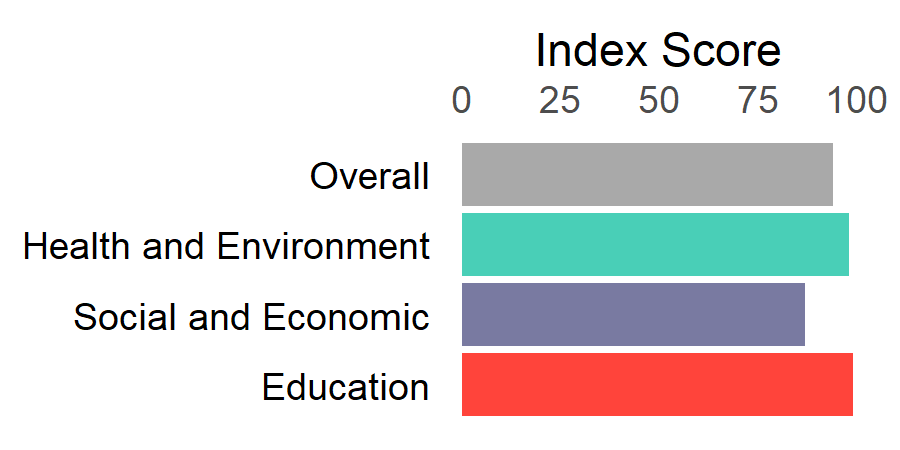 Index Score
0 25 50 75 100
Overall
Health and Environment
Social and Economic
Education